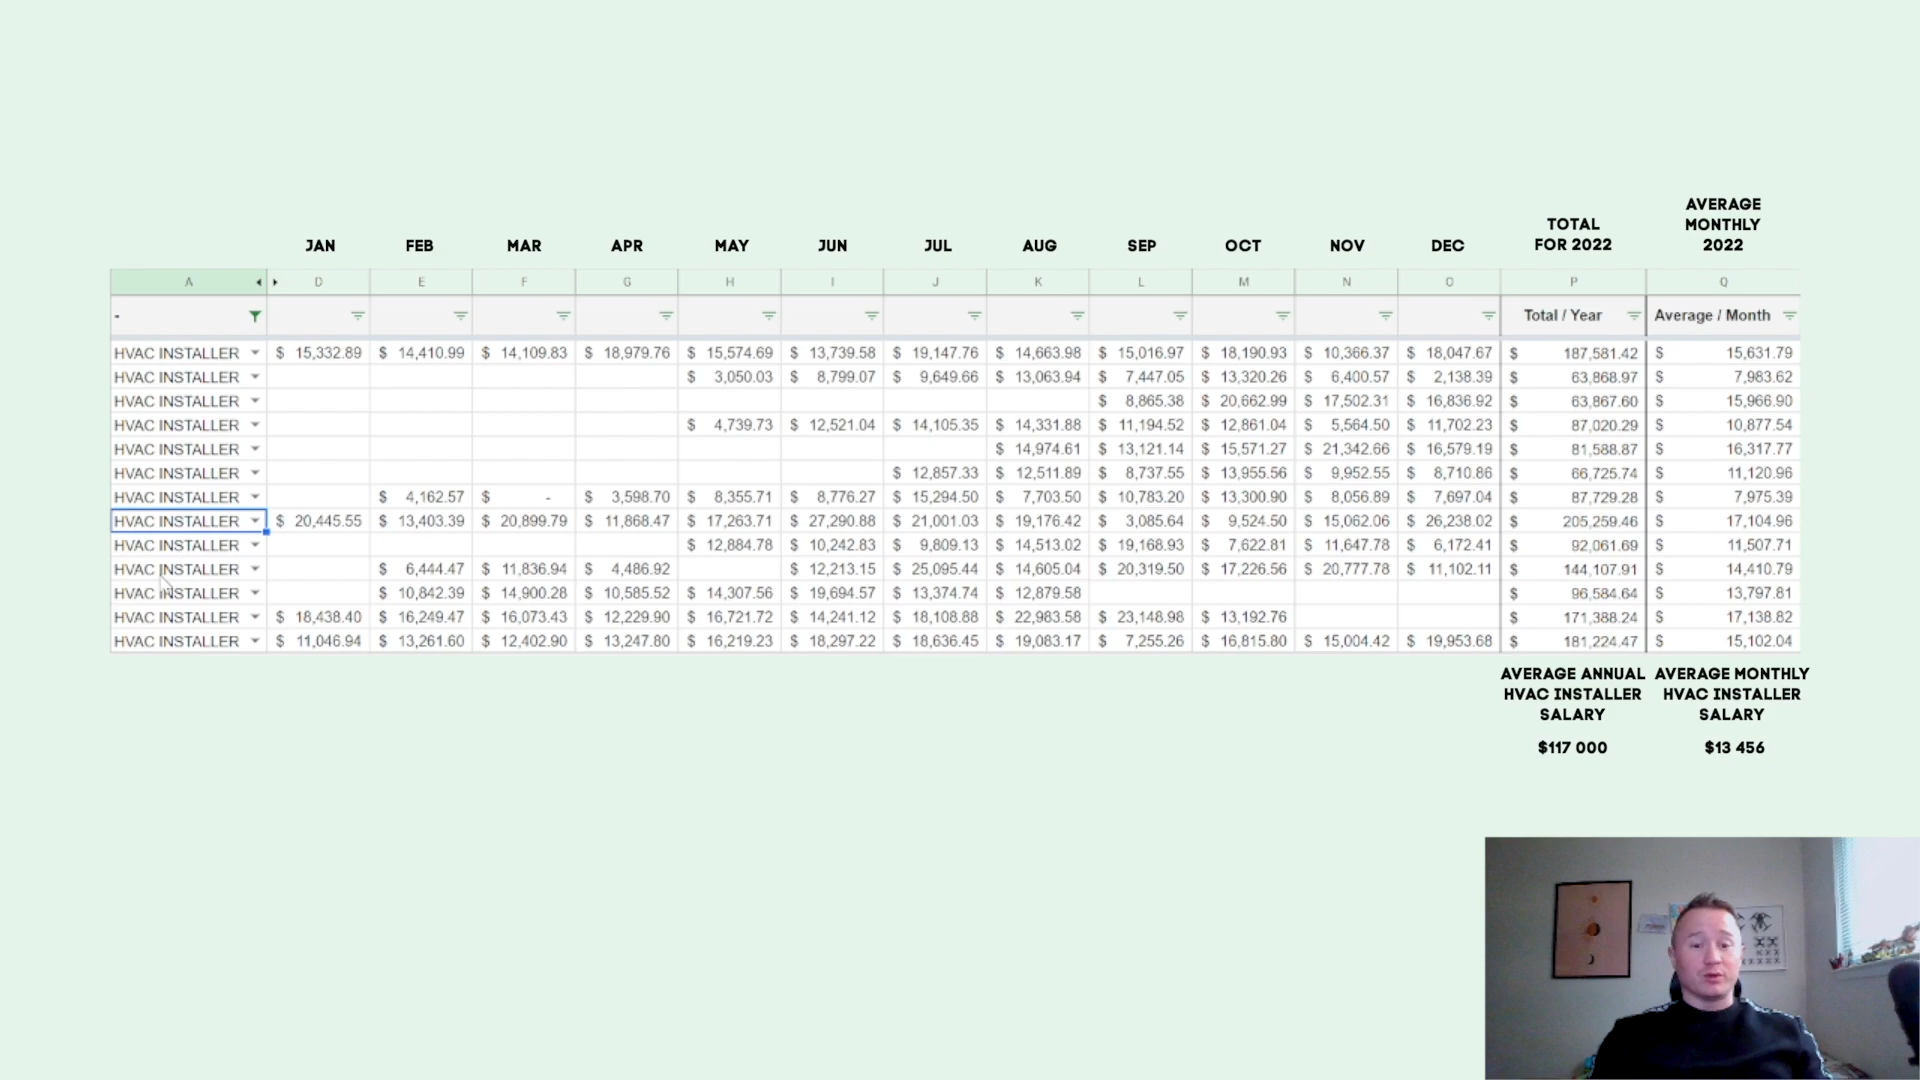 AVERAGE
TOTAL MONTHLY
JAN FEB MAR APR MAY JUN JUL AUG SEP OCT NOV DEC FOR 2022 2022
A D E F G H I J K L M N O P Q
- Total / Year Average / Month
HVAC INSTALLER $ 15,332.89 $ 14,410.99 $ 14,109.83 $ 18,979.76 $ 15,574.69 $ 13,739.58 $ 19,147.76 $ 14,663.98 $ 15,016.97 $ 18,190.93 $ 10,366.37 $ 18,047.67 $ 187,581.42 $ 15,631.79
HVAC INSTALLER $ 3,050.03 $ 8,799.07 $ 9,649.66 $ 13,063.94 $ 7,447.05 $ 13,320.26 $ 6,400.57 $ 2,138.39 $ 63,868.97 $ 7,983.62
HVAC INSTALLER $ 8,865.38 $ 20,662.99 $ 17,502.31 $ 16,836.92 $ 63,867.60 $ 15,966.90
HVAC INSTALLER $ 4,739.73 $ 12,521.04 $ 14,105.35 $ 14,331.88 $ 11,194.52 $ 12,861.04 $ 5,564.50 $ 11,702.23 $ 87,020.29 $ 10,877.54
HVAC INSTALLER $ 14,974.61 $ 13,121.14 $ 15,571.27 $ 21,342.66 $ 16,579.19 $ 81,588.87 $ 16,317.77
HVAC INSTALLER $ 12,857.33 $ 12,511.89 $ 8,737.55 $ 13,955.56 $ 9,952.55 $ 8,710.86 $ 66,725.74 $ 11,120.96
HVAC INSTALLER $ 4,162.57 $ - $ 3,598.70 $ 8,355.71 $ 8,776.27 $ 15,294.50 $ 7,703.50 $ 10,783.20 $ 13,300.90 $ 8,056.89 $ 7,697.04 $ 87,729.28 $ 7,975.39
HVAC INSTALLER $ 20,445.55 $ 13,403.39 $ 20,899.79 $ 11,868.47 $ 17,263.71 $ 27,290.88 $ 21,001.03 $ 19,176.42 $ 3,085.64 $ 9,524.50 $ 15,062.06 $ 26,238.02 $ 205,259.46 $ 17,104.96
HVAC INSTALLER $ 12,884.78 $ 10,242.83 $ 9,809.13 $ 14,513.02 $ 19,168.93 $ 7,622.81 $ 11,647.78 $ 6,172.41 $ 92,061.69 $ 11,507.71
HVAC INSTALLER $ 6,444.47 $ 11,836.94 $ 4,486.92 $ 12,213.15 $ 25,095.44 $ 14,605.04 $ 20,319.50 $ 17,226.56 $ 20,777.78 $ 11,102.11 $ 144,107.91 $ 14,410.79
HVAC INSTALLER $ 10,842.39 $ 14,900.28 $ 10,585.52 $ 14,307.56 $ 19,694.57 $ 13,374.74 $ 12,879.58 $ 96,584.64 $ 13,797.81
HVAC INSTALLER $ 18,438.40 $ 16,249.47 $ 16,073.43 $ 12,229.90 $ 16,721.72 $ 14,241.12 $ 18,108.88 $ 22,983.58 $ 23,148.98 $ 13,192.76 $ 171,388.24 $ 17,138.82
HVAC INSTALLER $ 11,046.94 $ 13,261.60 $ 12,402.90 $ 13,247.80 $ 16,219.23 $ 18,297.22 $ 18,636.45 $ 19,083.17 $ 7,255.26 $ 16,815.80 $ 15,004.42 $ 19,953.68 $ 181,224.47 $ 15,102.04
AVERAGE ANNUAL AVERAGE MONTHLY
HVAC INSTALLER HVAC INSTALLER
SALARY SALARY
$117 000 $13 456